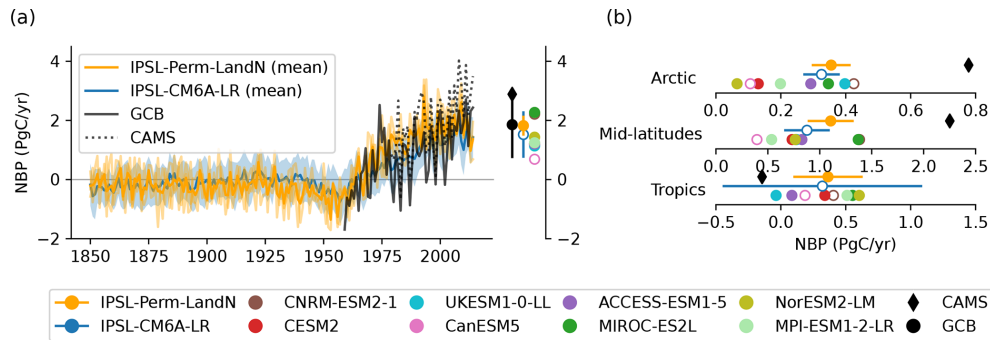 (a)
(b)
IPSL-Perm-LandN (mean)
IPSL-CM6A-LR (mean)
GCB
CAMS
NBP (PgC/yr)
4
2
0
−2
1850
1875
1900
1925
1950
1975
2000
4
2
0
−2
Arctic
0.0
0.2
0.4
0.6
0.8
Mid-latitudes
0.0
0.5
1.0
1.5
2.0
2.5
Tropics
−0.5
0.0
0.5
1.0
1.5
NBP (PgC/yr)
IPSL-Perm-LandN CNRM-ESM2-1 UKESM1-0-LL ACCESS-ESM1-5 NorESM2-LM CAMS
IPSL-CM6A-LR CESM2 CanESM5 MIROC-ES2L MPI-ESM1-2-LR GCB